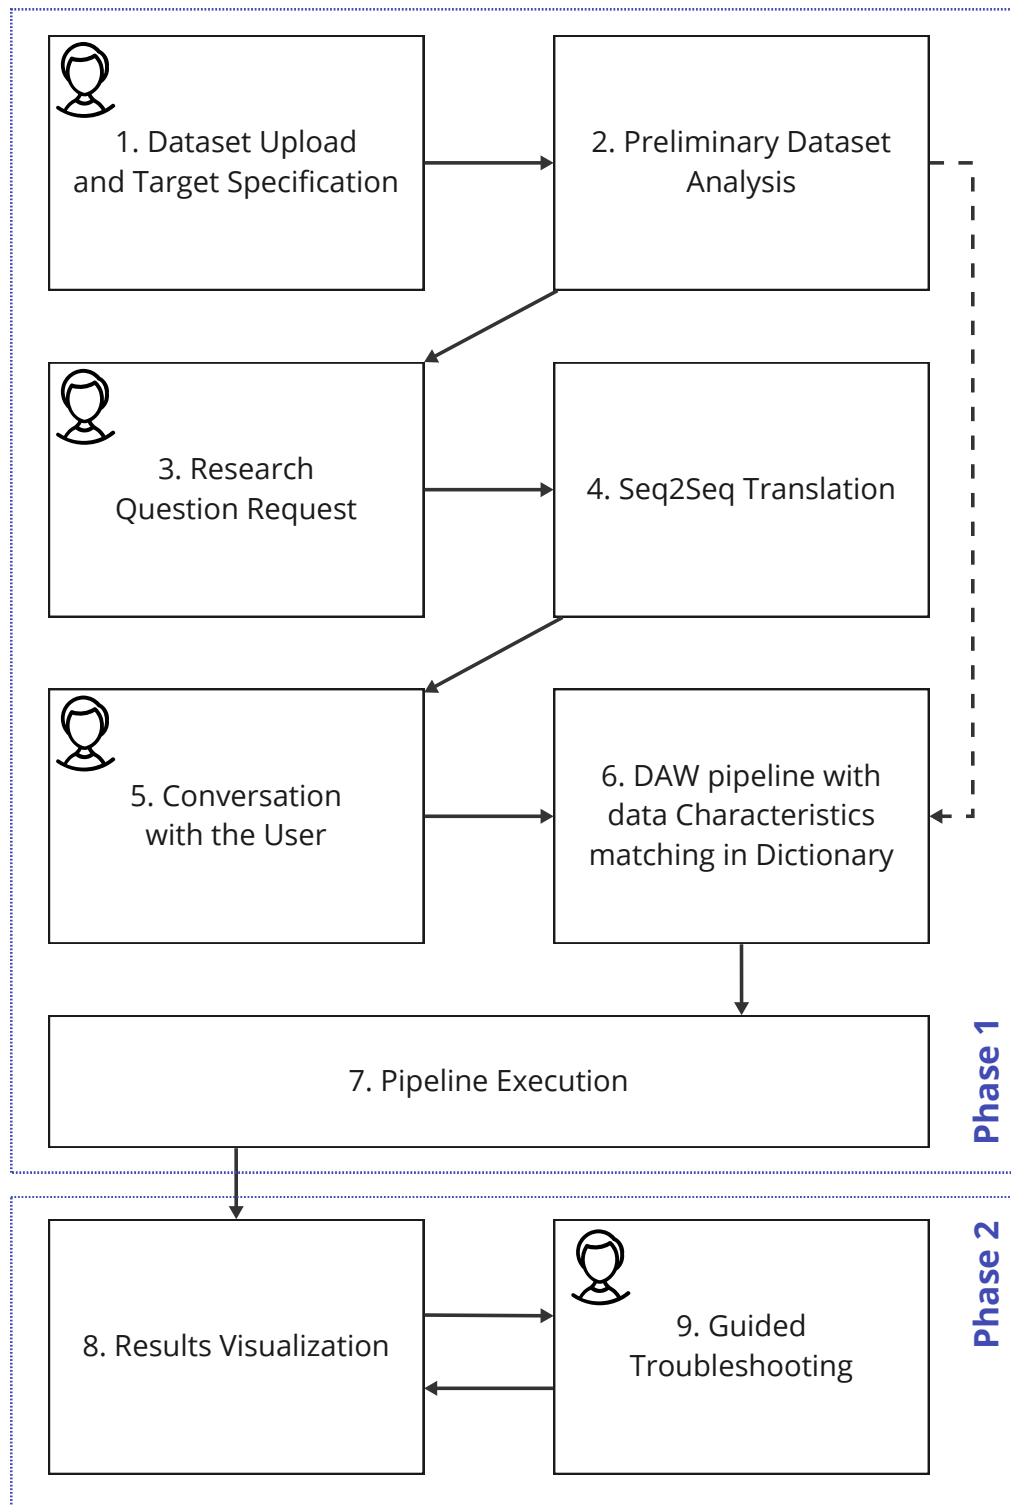 1. Dataset Upload
and Target Specification
2. Preliminary Dataset
Analysis
3. Research
Question Request
4. Seq2Seq Translation
5. Conversation
with the User
6. DAW pipeline with
data Characteristics
matching in Dictionary
7. Pipeline Execution
Phase 1
8. Results Visualization
9. Guided
Troubleshooting
Phase 2